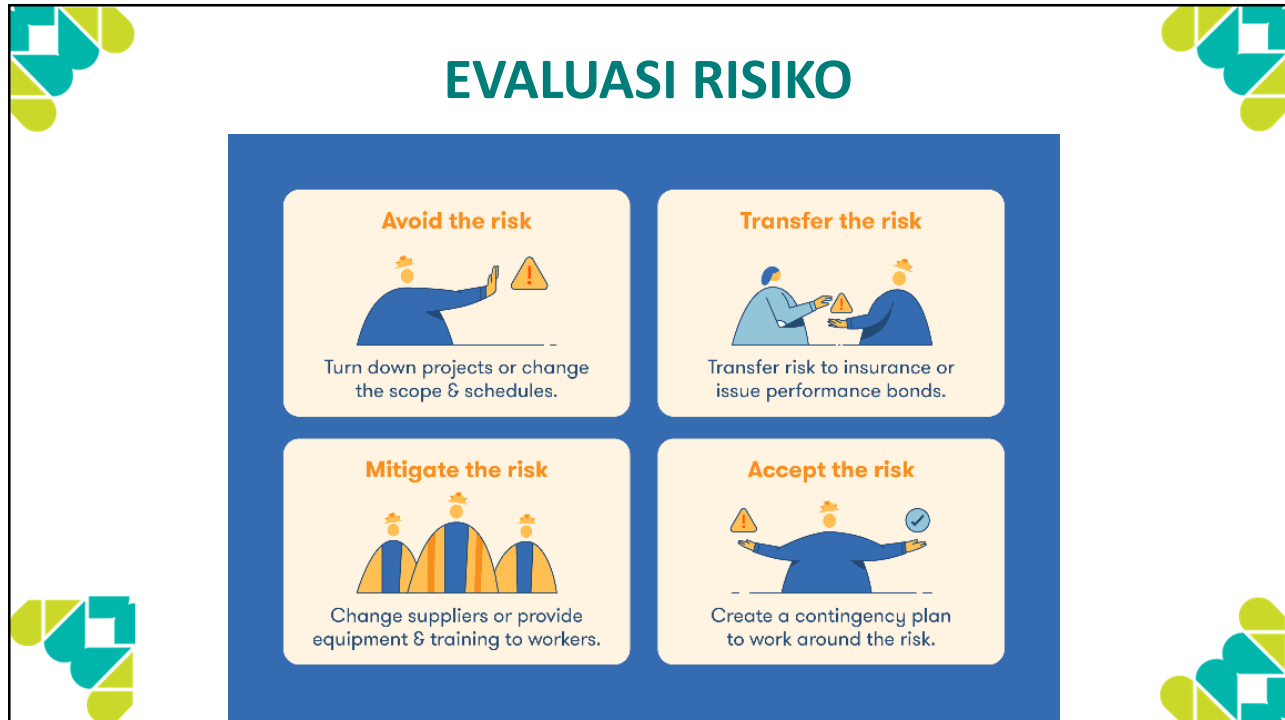 EVALUASI RISIKO
Avoid the risk
Turn down projects or change
the scope & schedules.
Transfer the risk
Transfer risk to insurance or
issue performance bonds.
Mitigate the risk
Change suppliers or provide
equipment & training to workers.
Accept the risk
Create a contingency plan
to work around the risk.